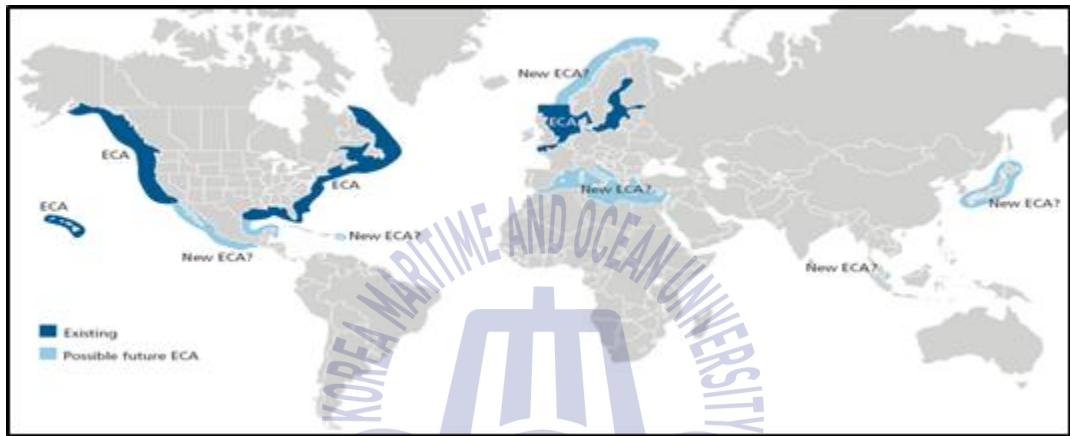 New ECA?
ECA
ECA
ECA
New ECA?
ECA
New ECA?
New ECA?
New ECA?
New ECA?
Existing
Possible future ECA
KOREA MARITIME AND OCEAN UNIVERSITY